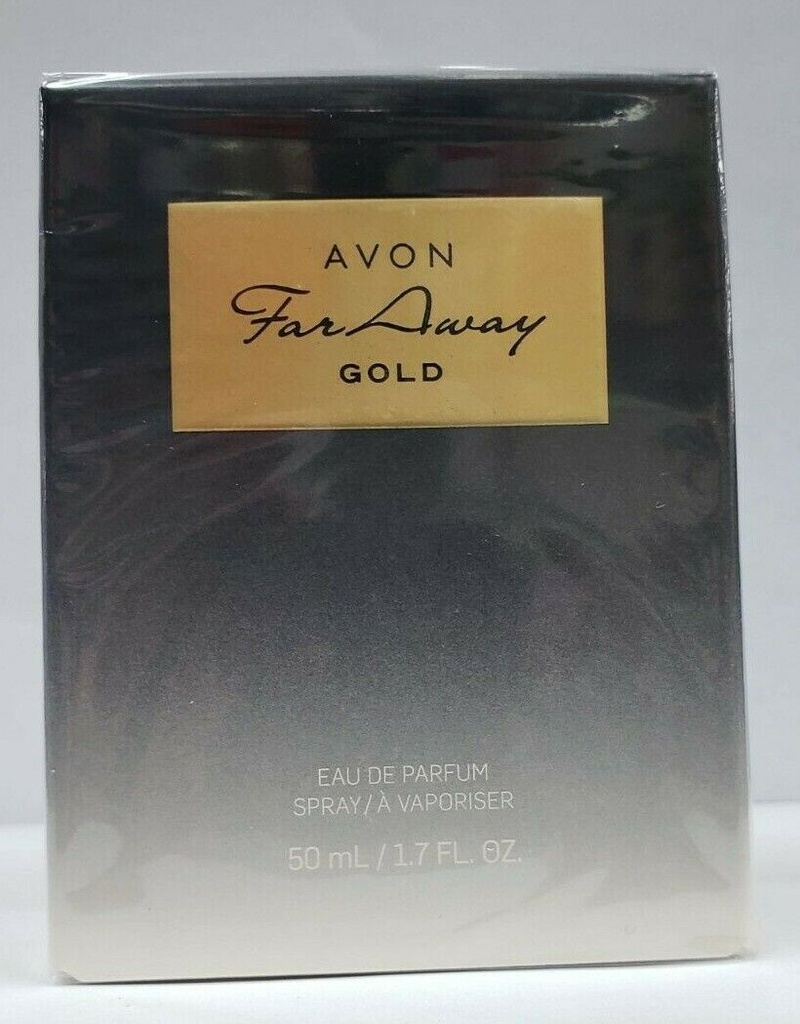 AVON
Far Away
GOLD
EAU DE PARFUM
SPRAY/À VAPORISER
50 mL / 1.7 FL. OZ.